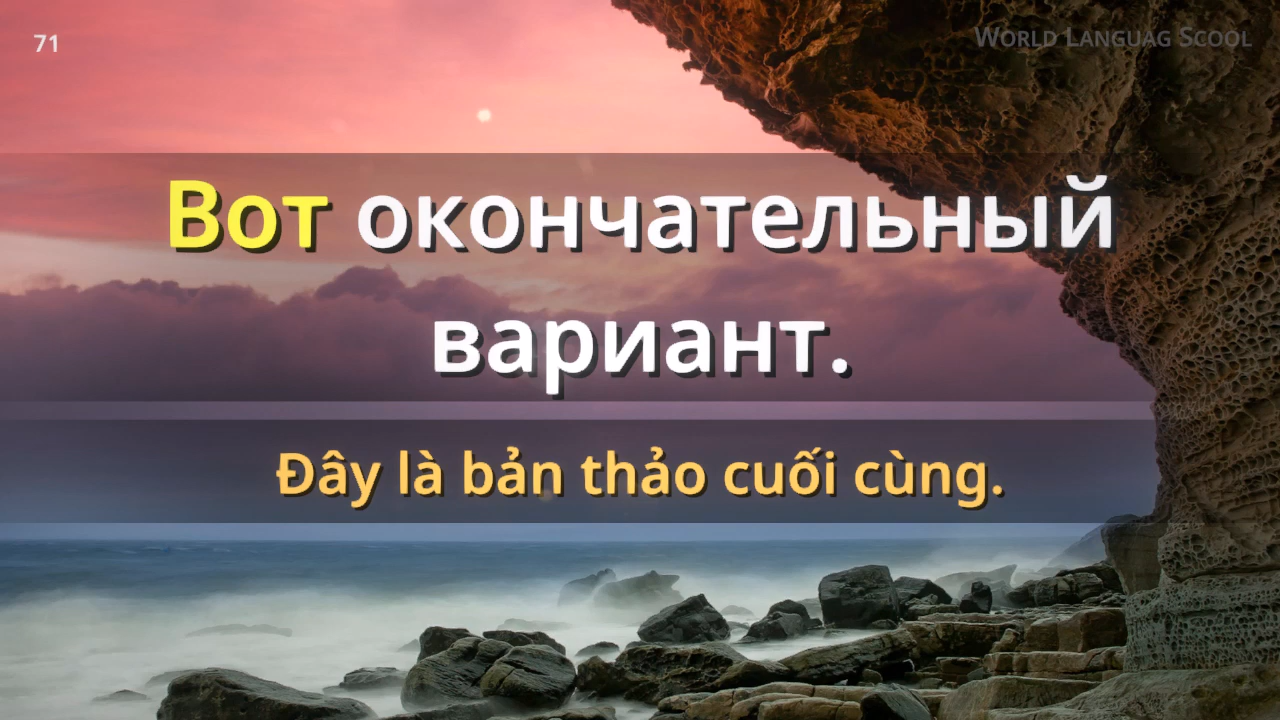 71
World Languag Scool
Вот окончательный
вариант.
Đây là bản thảo cuối cùng.